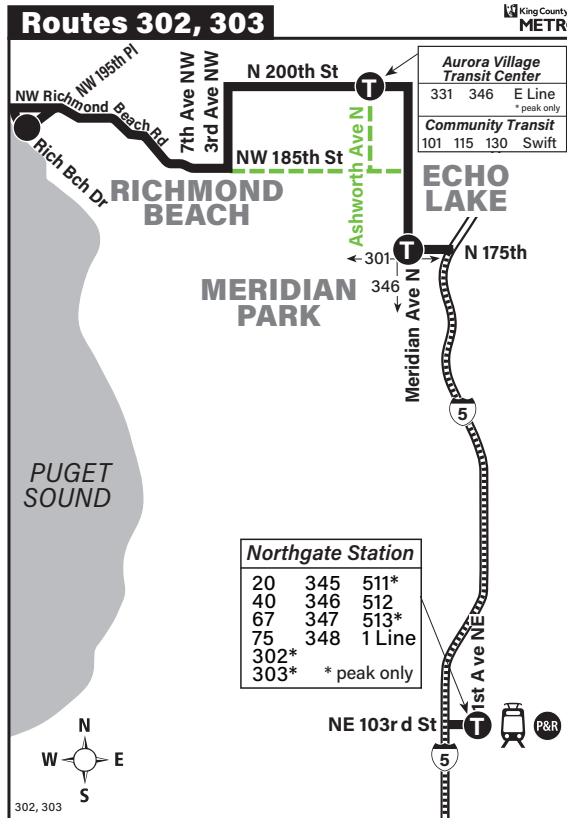 Routes 302, 303
King County
METRO
NW 195th Pl
NW Richmond Beach Rd
Rich Bch Dr
7th Ave NW
3rd Ave NW
N 200th St
T
Aurora Village
Transit Center
331 346 E Line
* peak only
Community Transit
101 115 130 Swift
Ashworth Ave N
NW 185th St
RICHMOND
BEACH
ECHO
LAKE
T
N 175th
301
346
MERIDIAN
PARK
Meridian Ave N
5
PUGET
SOUND
Northgate Station
20 345 511*
40 346 512
67 347 513*
75 348 1 Line
302*
303* * peak only
1st Ave NE
NE 103rd St
T
P&R
5
N
W E
S
302, 303